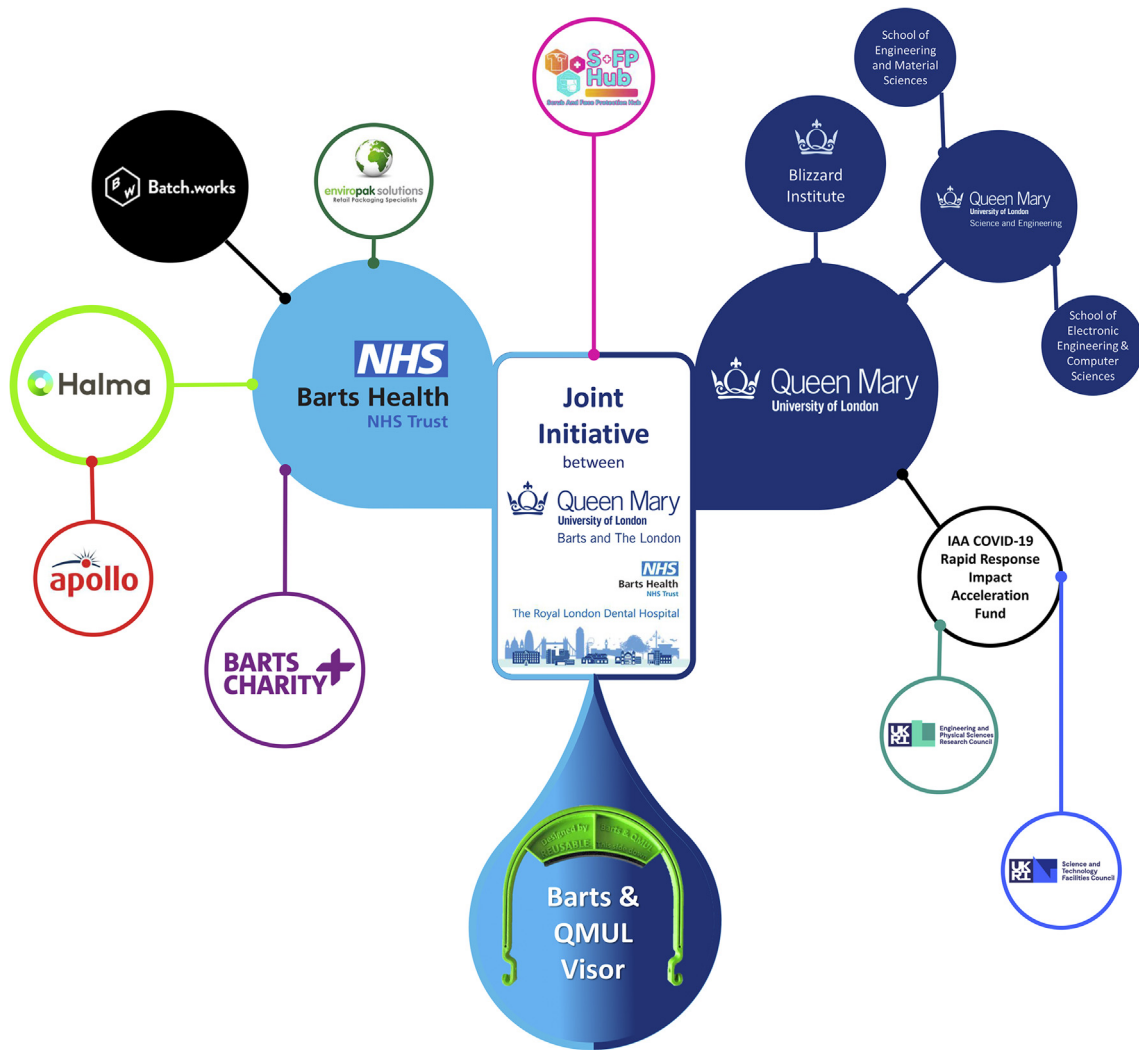 S+FP
Hub
Scrub And Face Protection Hub
School of
Engineering
and Material
Sciences
BW Batch.works
enviropak solutions
Retail Packaging Specialists
Blizzard
Institute
Queen Mary
University of London
Science and Engineering
School of
Electronic
Engineering &
Computer
Sciences
Halma
NHS
Barts Health
NHS Trust
Joint
Initiative
between
Queen Mary
University of London
Barts and The London
NHS
Barts Health
NHS Trust
The Royal London Dental Hospital
Queen Mary
University of London
apollo
BARTS
CHARITY
IAA COVID-19
Rapid Response
Impact
Acceleration
Fund
UKRI
Engineering and
Physical Sciences
Research Council
UKRI
Science and
Technology
Facilities Council
Designed by
REUSABLE
Barts & QMUL
Barts &
QMUL
Visor